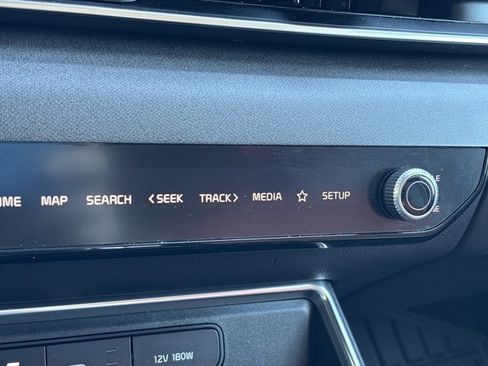 MAP SEARCH <SEEK TRACK> MEDIA ☆ SETUP
12V 180W